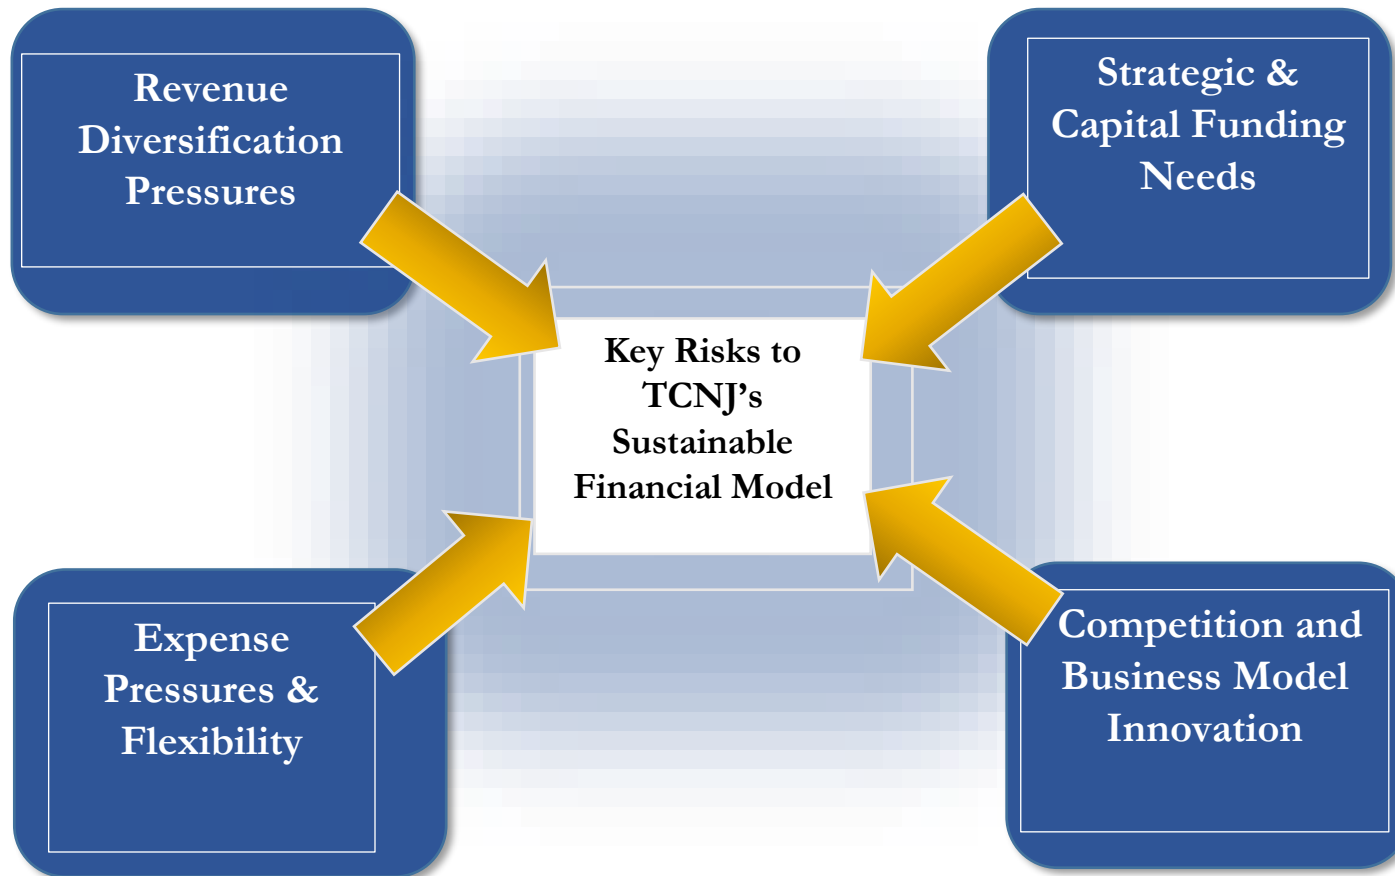 Revenue
Diversification
Pressures
Strategic &
Capital Funding
Needs
Key Risks to
TCNJ’s
Sustainable
Financial Model
Expense
Pressures &
Flexibility
Competition and
Business Model
Innovation